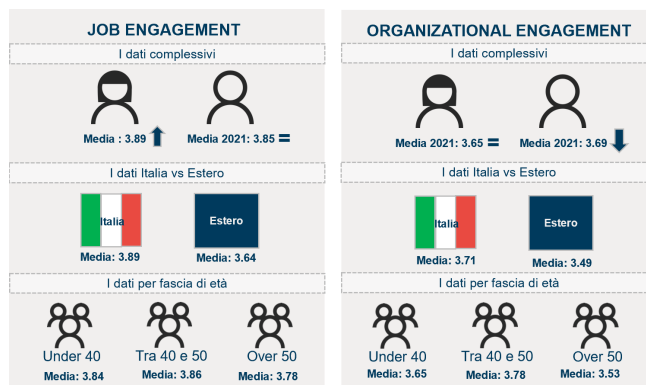 JOB ENGAGEMENT
I dati complessivi
Media : 3.89
Media 2021: 3.85
I dati Italia vs Estero
Italia
Estero
Media: 3.89
Media: 3.64
I dati per fascia di età
Under 40
Tra 40 e 50
Over 50
Media: 3.84
Media: 3.86
Media: 3.78
ORGANIZATIONAL ENGAGEMENT
I dati complessivi
Media 2021: 3.65
Media 2021: 3.69
I dati Italia vs Estero
Italia
Estero
Media: 3.71
Media: 3.49
I dati per fascia di età
Under 40
Tra 40 e 50
Over 50
Media: 3.65
Media: 3.78
Media: 3.53